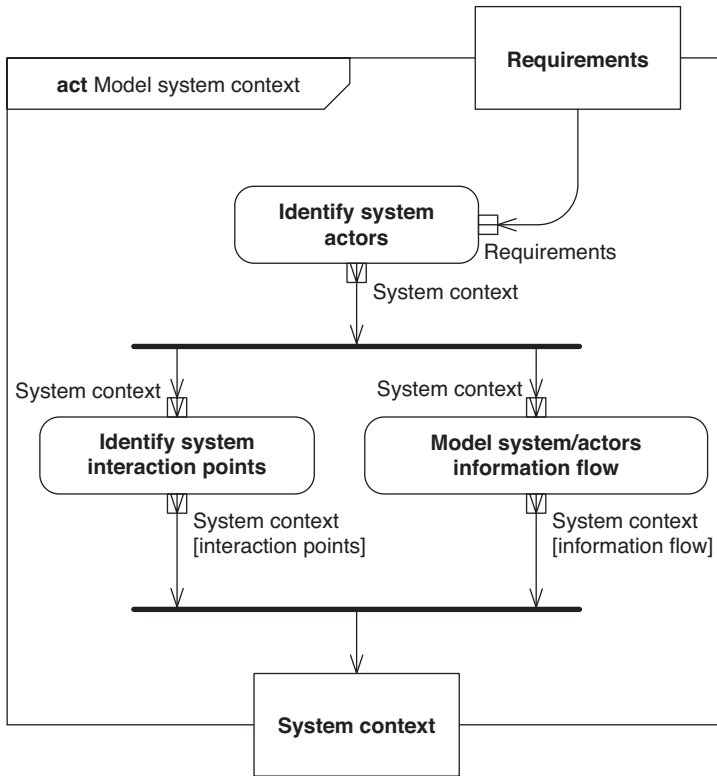 Requirements
act Model system context
Identify system
actors
Requirements
System context
System context
System context
Identify system
interaction points
Model system/actors
information flow
System context
[interaction points]
System context
[information flow]
System context